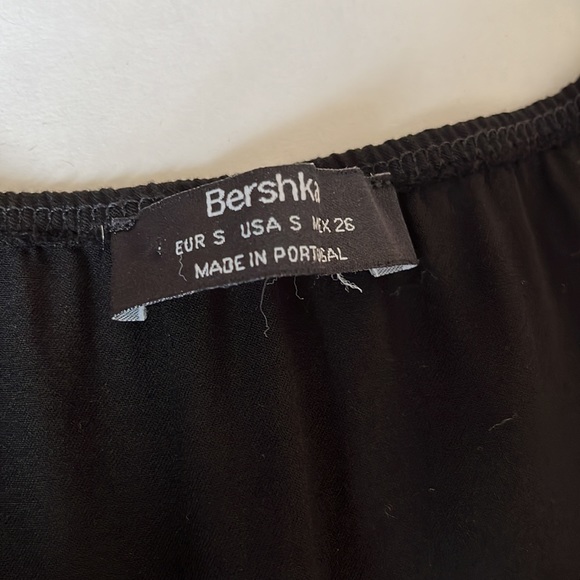 Bershka
EUR S USA S MEX 26
MADE IN PORTUGAL